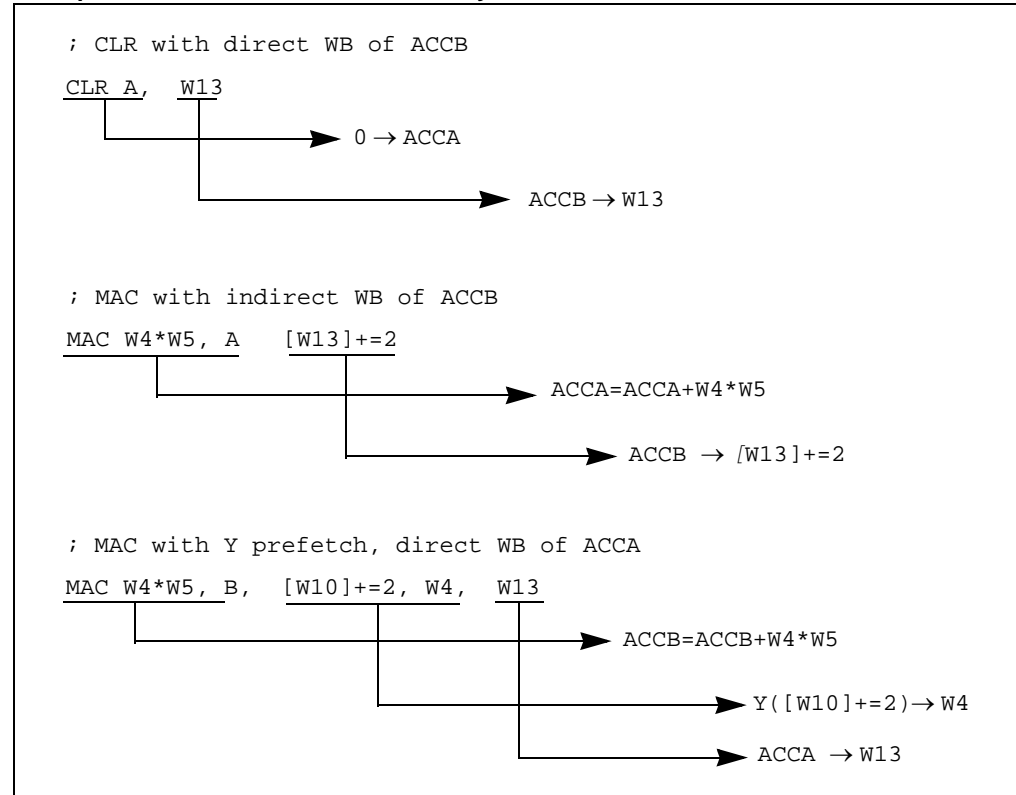 ; CLR with direct WB of ACCB
CLR A, W13
0 → ACCA
ACCB → W13
; MAC with indirect WB of ACCB
MAC W4*W5, A [W13]+=2
ACCA=ACCA+W4*W5
ACCB → [W13]+=2
; MAC with Y prefetch, direct WB of ACCA
MAC W4*W5, B, [W10]+=2, W4, W13
ACCB=ACCB+W4*W5
Y([W10]+=2)→ W4
ACCA → W13